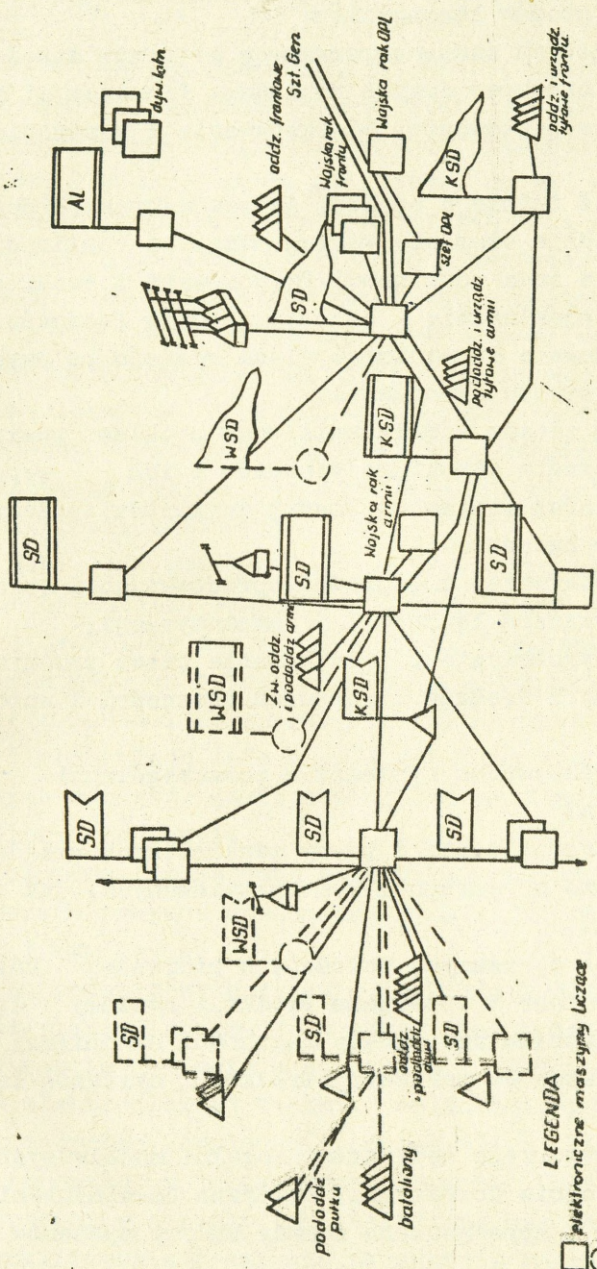 dyw. lotn
AL
oddz. frontowe
Szt. Gen.
Wojska rak OPL
Wojska rak
frontu
SD
szef OPL
KSD
oddz. i urządz
tyłowe frontu
WSD
KSD
pododdz. i urządz
tyłowe armii
SD
SD
Wojska rak
armii
SD
WSD
Zw. oddz
i pododdz armii
KSD
SD
SD
SD
WSD
SD
SD
SD
oddz
i pododdz
dyw
pododdz.
pułku
bataliony
LEGENDA
elektroniczne maszyny liczące